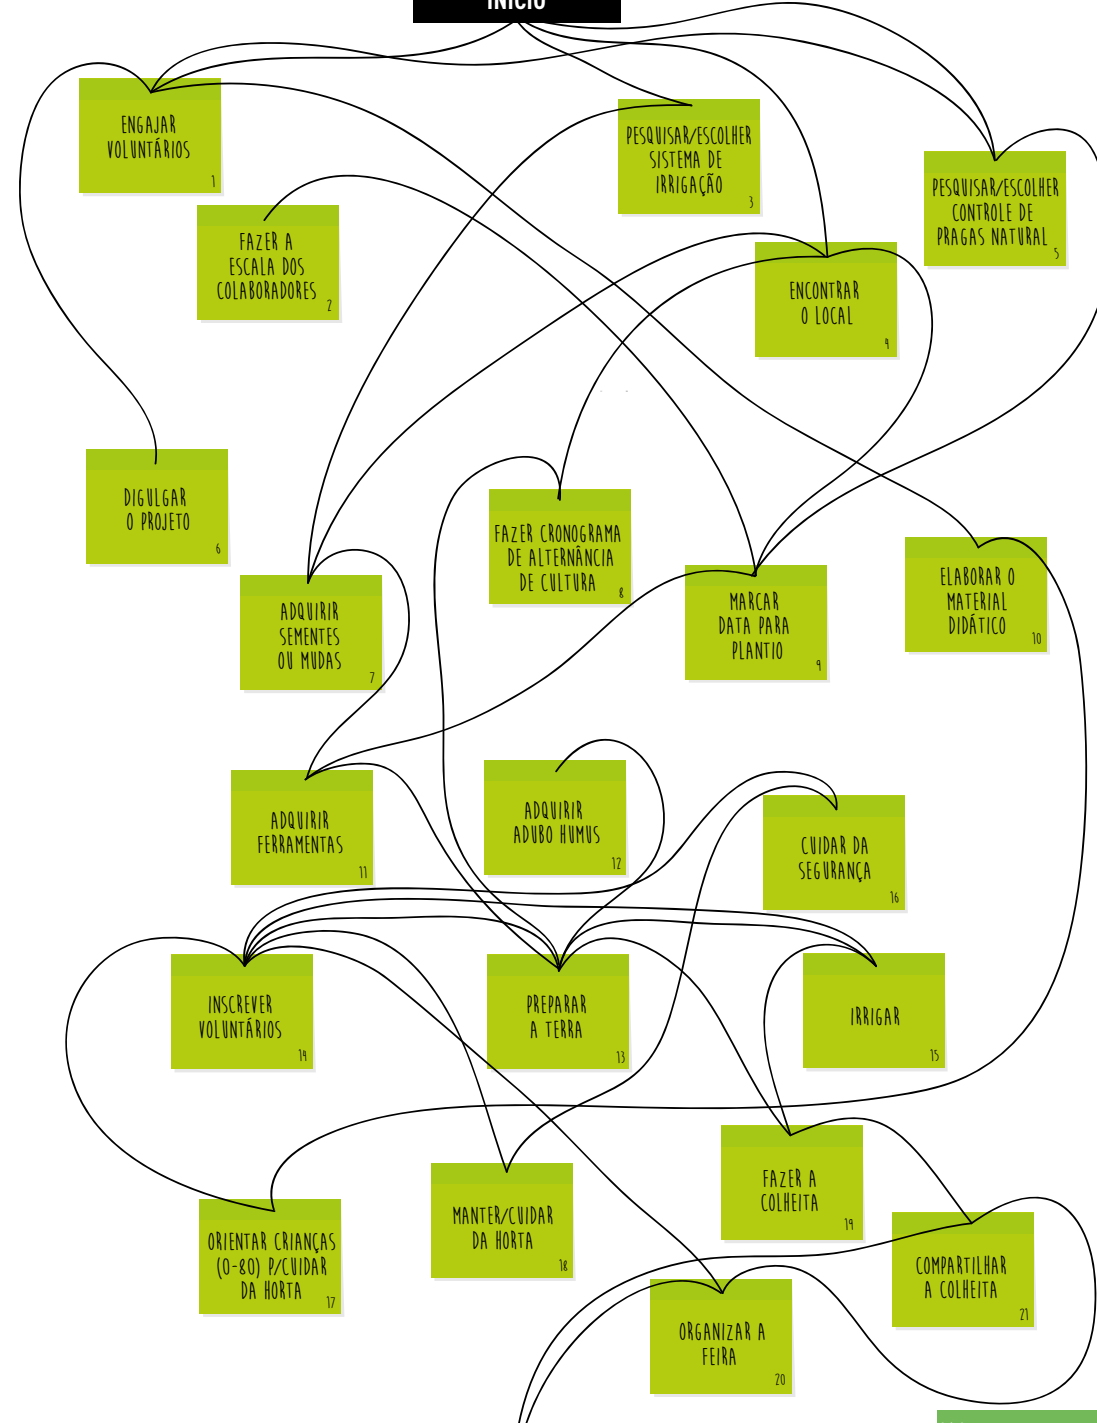 INÍCIO
ENGAJAR
VOLUNTÁRIOS
1
FAZER A
ESCALA DOS
COLABORADORES
2
PESQUISAR/ESCOLHER
SISTEMA DE
IRRIGAÇÃO
3
ENCONTRAR
O LOCAL
4
PESQUISAR/ESCOLHER
CONTROLE DE
PRAGAS NATURAL
5
DIGULGAR
O PROJETO
6
ADQUIRIR
SEMENTES
OU MUDAS
7
FAZER CRONOGRAMA
DE ALTERNÂNCIA
DE CULTURA
8
MARCAR
DATA PARA
PLANTIO
9
ELABORAR O
MATERIAL
DIDÁTICO
10
ADQUIRIR
FERRAMENTAS
11
ADQUIRIR
ADUBO HUMUS
12
CUIDAR DA
SEGURANÇA
16
INSCREVER
VOLUNTÁRIOS
14
PREPARAR
A TERRA
13
IRRIGAR
15
ORIENTAR CRIANÇAS
(0-80) P/CUIDAR
DA HORTA
17
MANTER/CUIDAR
DA HORTA
18
FAZER A
COLHEITA
19
COMPARTILHAR
A COLHEITA
21
ORGANIZAR A
FEIRA
20